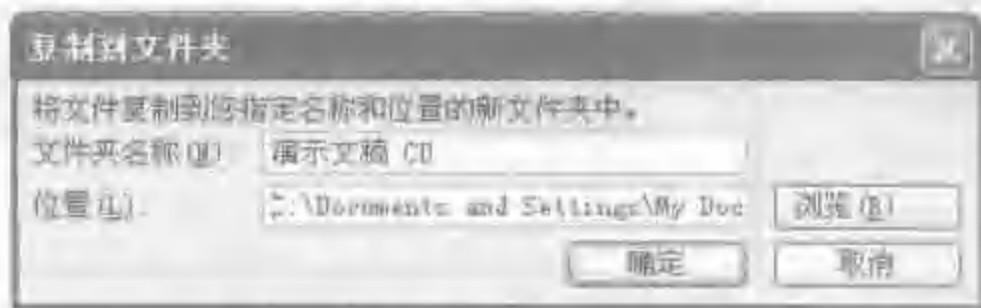 复制到文件夹
将文件复制到您指定名称和位置的新文件夹中。
文件夹名称(N) 演示文稿 CD
位置(L): C:\Documents and Settings\My Doc 浏览(B)
确定 取消